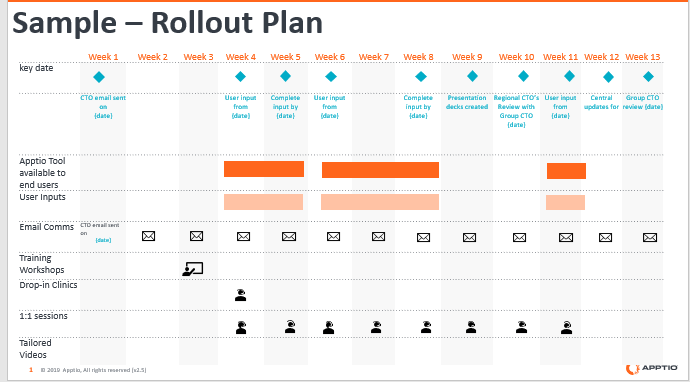 Sample – Rollout Plan
Week 1 Week 2 Week 3 Week 4 Week 5 Week 6 Week 7 Week 8 Week 9 Week 10 Week 11 Week 12 Week 13
key date
CTO email sent on {date}
User input from {date}
Complete input by {date}
User input from {date}
Complete input by {date}
Presentation decks created
Regional CTO's Review with Group CTO {date}
User input from {date}
Central updates for
Group CTO review {date}
Apptio Tool
available to
end users
User Inputs
Email Comms
CTO email sent
on
{date}
Training
Workshops
Drop-in Clinics
1:1 sessions
Tailored
Videos
1 © 2019 Apptio, All rights reserved (v2.5)
APPTIO